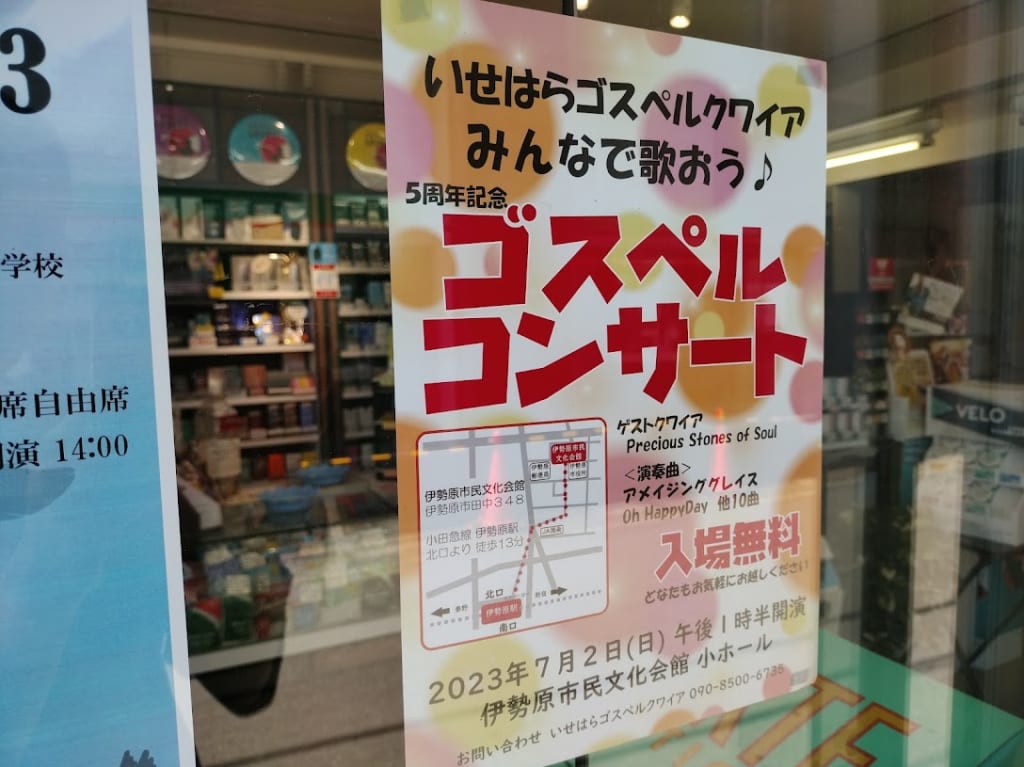 3
学校
席自由席
演 14:00
いせはらゴスペルクワイア
みんなで歌おう♪
5周年記念
ゴスペル
コンサート
ゲストクワイア
Precious Stones of Soul
<演奏曲>
アメイジンググレイス
Oh HappyDay 他10曲
入場無料
どなたもお気軽にお越しください
伊勢原市民
文化会館
伊勢原市民文化会館
伊勢原市田中348
小田急線 伊勢原駅
北口より 徒歩13分
北口
伊勢原駅
南口
2023年7月2日(日)午後1時半開演
伊勢原市民文化会館 小ホール
お問い合わせ いせはらゴスペルクワイア 090-8500-6735
VELO